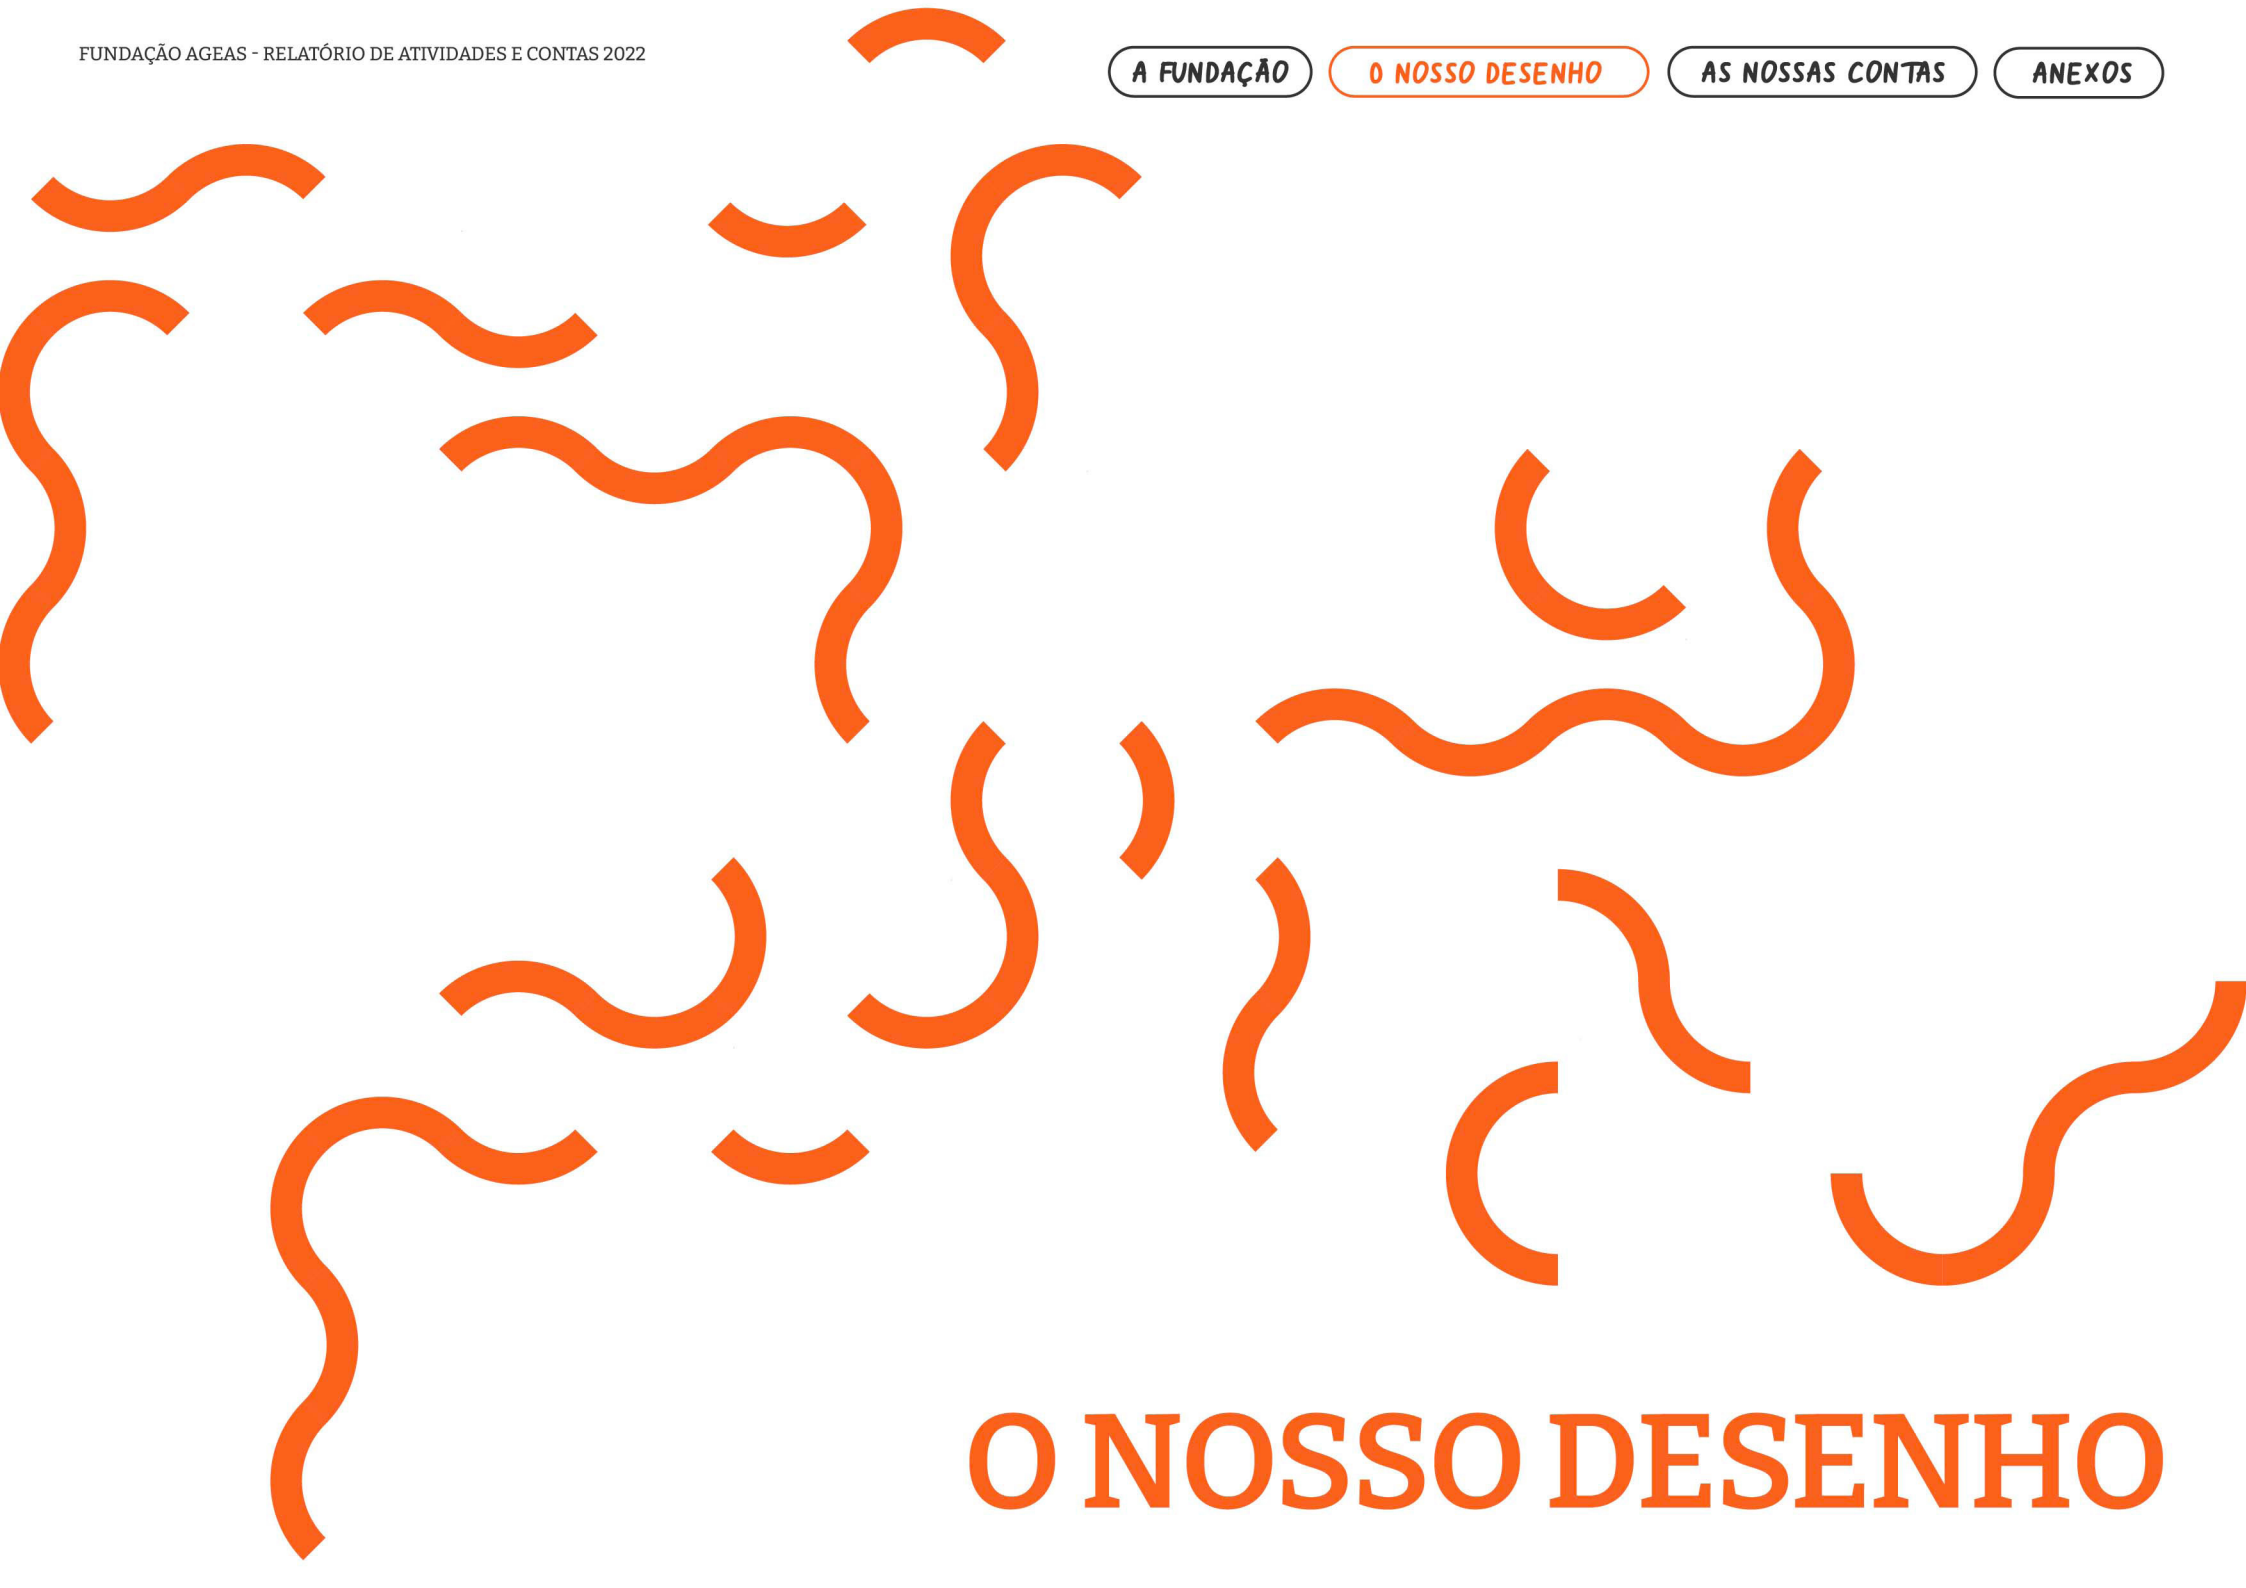 FUNDAÇÃO AGEAS - RELATÓRIO DE ATIVIDADES E CONTAS 2022
A FUNDAÇÃO
O NOSSO DESENHO
AS NOSSAS CONTAS
ANEXOS
O NOSSO DESENHO